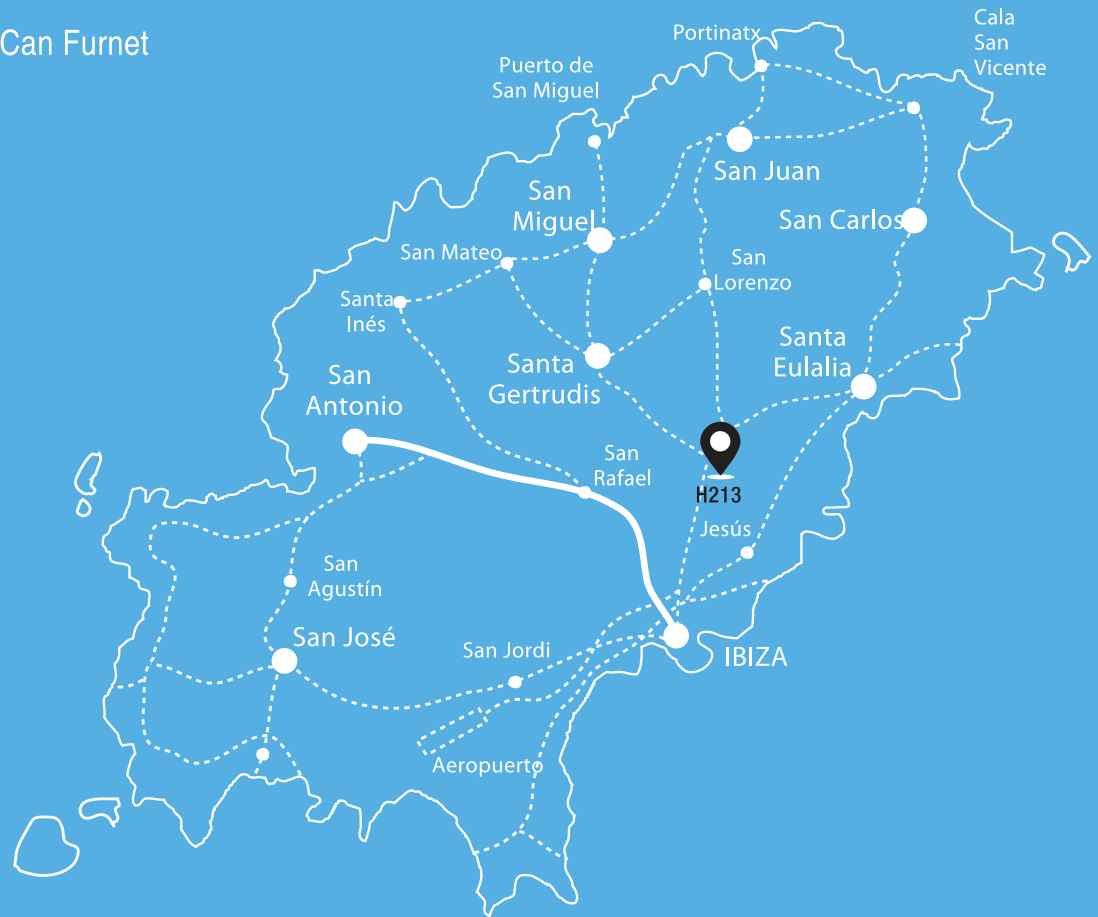 Can Furnet
Cala
San
Vicente
Portinatx
Puerto de
San Miguel
San Juan
San
Miguel
San Carlos
San Mateo
San
Lorenzo
Santa
Inés
Santa
Eulalia
Santa
Gertrudis
San
Antonio
San
Rafael
H213
Jesús
San
Agustín
San José
San Jordi
IBIZA
Aeropuerto